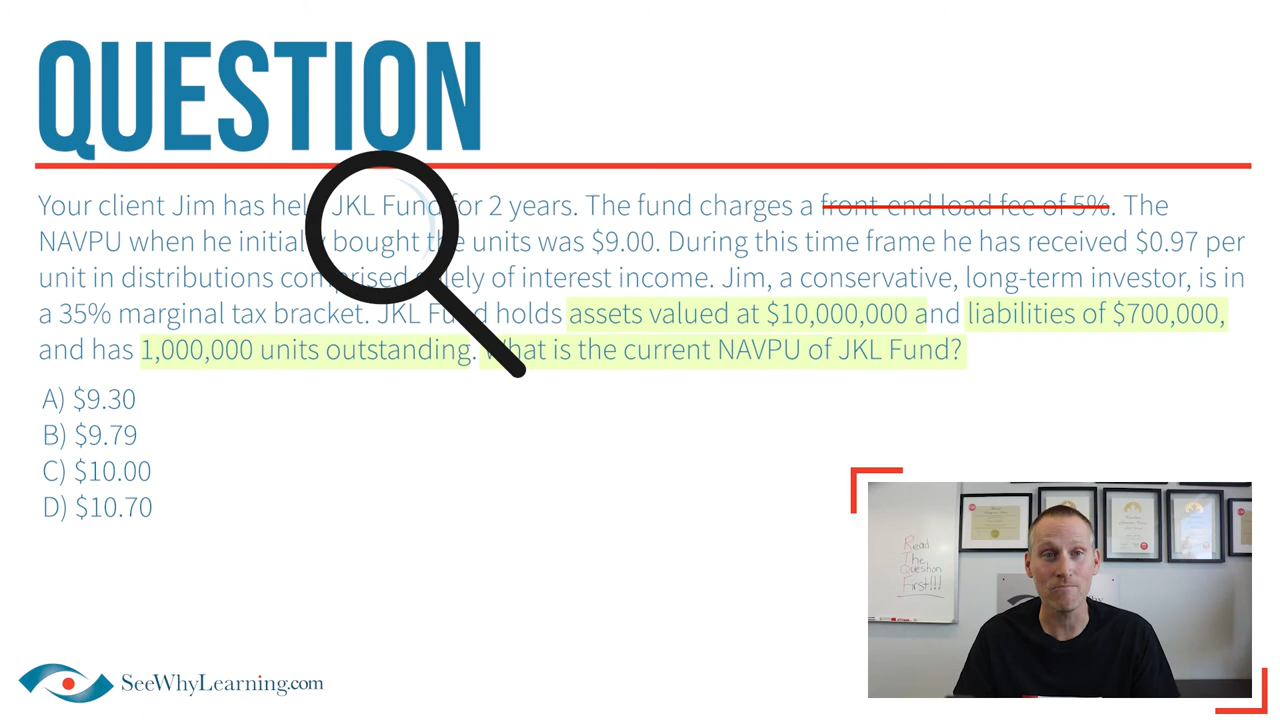 QUESTION
Your client Jim has held JKL Fund for 2 years. The fund charges a front-end load fee of 5%. The
NAVPU when he initially bought the units was $9.00. During this time frame he has received $0.97 per
unit in distributions comprised solely of interest income. Jim, a conservative, long-term investor, is in
a 35% marginal tax bracket. JKL Fund holds assets valued at $10,000,000 and liabilities of $700,000,
and has 1,000,000 units outstanding. What is the current NAVPU of JKL Fund?
A) $9.30
B) $9.79
C) $10.00
D) $10.70
Read
The
Question
First!!!
SeeWhyLearning.com